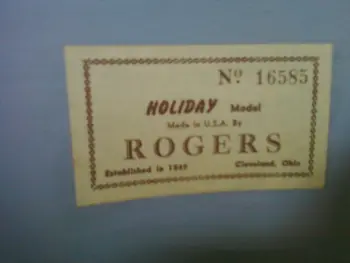 Nº 16585
HOLIDAY Model
Made in U.S.A. By
ROGERS
Established in 1849 Cleveland, Ohio